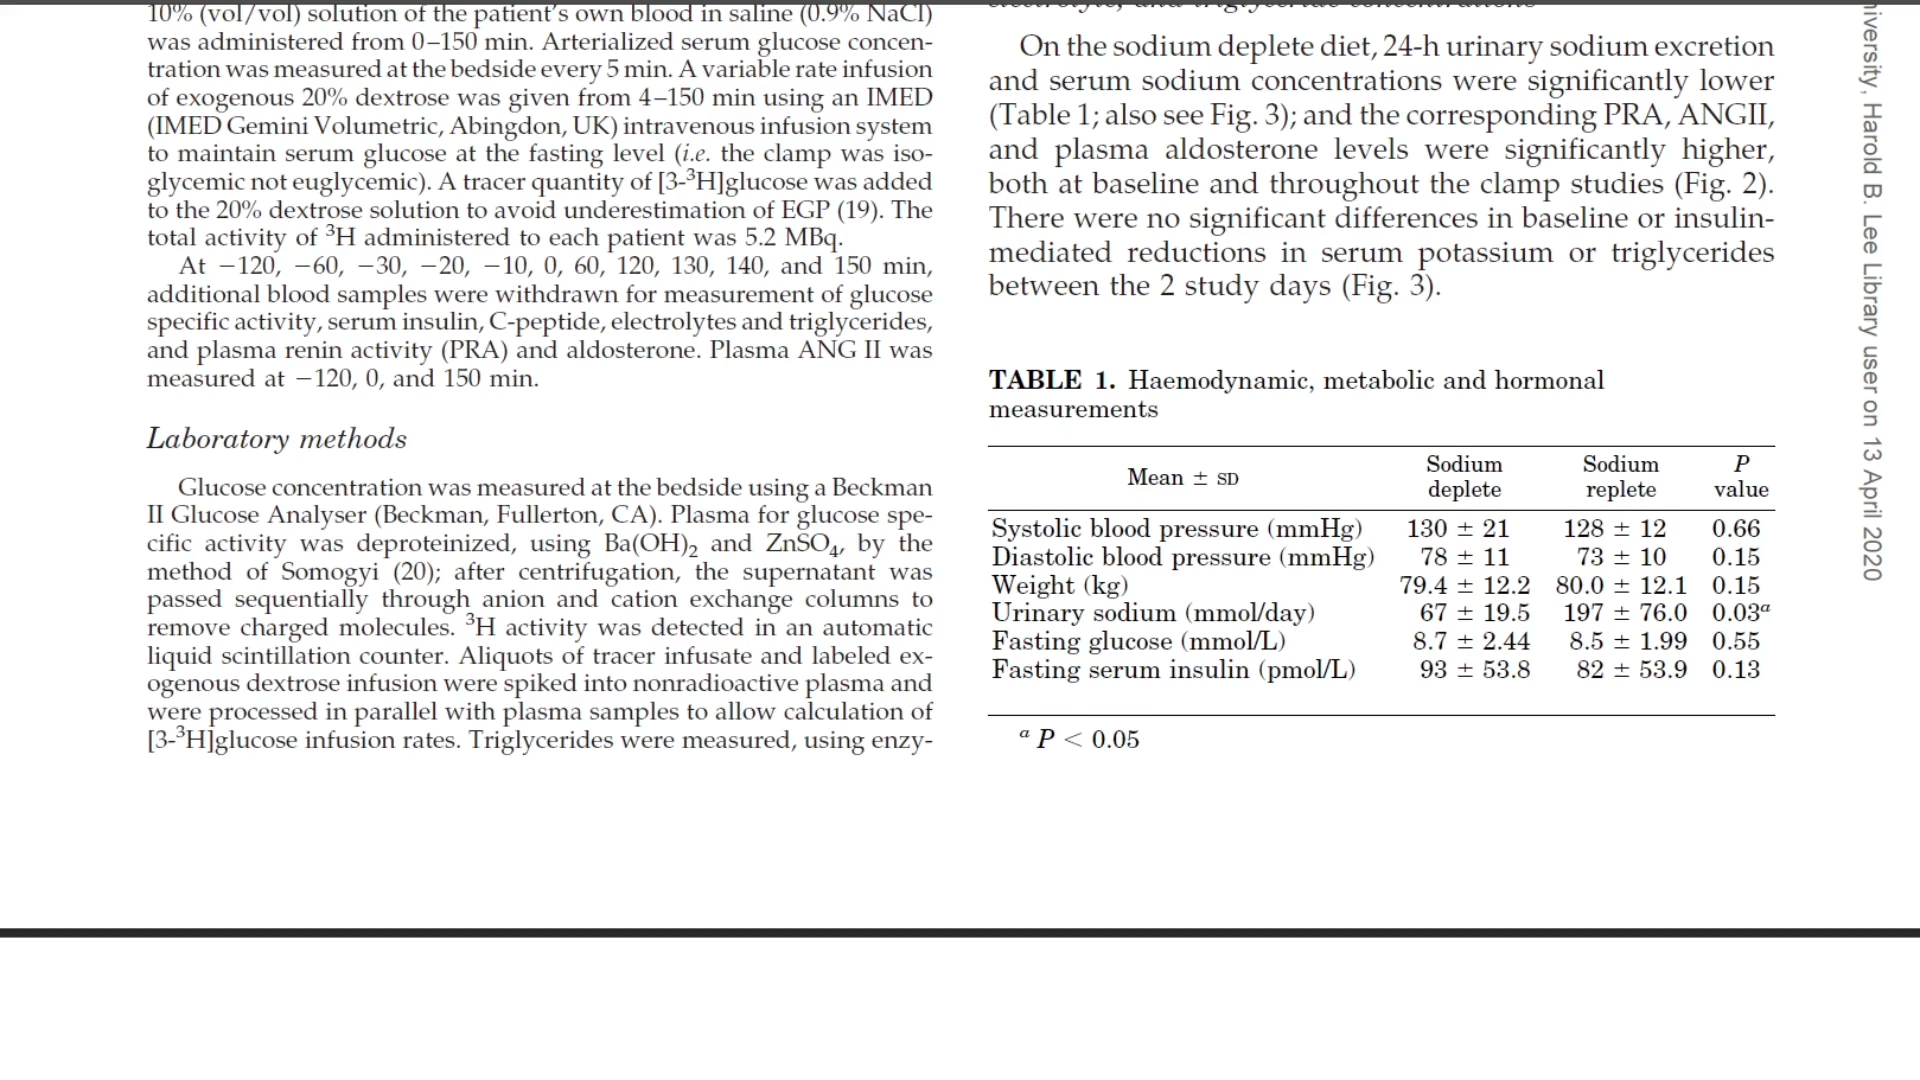 10% (vol/vol) solution of the patient's own blood in saline (0.9% NaCl)
was administered from 0–150 min. Arterialized serum glucose concen-
tration was measured at the bedside every 5 min. A variable rate infusion
of exogenous 20% dextrose was given from 4–150 min using an IMED
(IMED Gemini Volumetric, Abingdon, UK) intravenous infusion system
to maintain serum glucose at the fasting level (i.e. the clamp was iso-
glycemic not euglycemic). A tracer quantity of [3-³H]glucose was added
to the 20% dextrose solution to avoid underestimation of EGP (19). The
total activity of ³H administered to each patient was 5.2 MBq.
At −120, −60, −30, −20, −10, 0, 60, 120, 130, 140, and 150 min,
additional blood samples were withdrawn for measurement of glucose
specific activity, serum insulin, C-peptide, electrolytes and triglycerides,
and plasma renin activity (PRA) and aldosterone. Plasma ANG II was
measured at −120, 0, and 150 min.
Laboratory methods
Glucose concentration was measured at the bedside using a Beckman
II Glucose Analyser (Beckman, Fullerton, CA). Plasma for glucose spe-
cific activity was deproteinized, using Ba(OH)₂ and ZnSO₄, by the
method of Somogyi (20); after centrifugation, the supernatant was
passed sequentially through anion and cation exchange columns to
remove charged molecules. ³H activity was detected in an automatic
liquid scintillation counter. Aliquots of tracer infusate and labeled ex-
ogenous dextrose infusion were spiked into nonradioactive plasma and
were processed in parallel with plasma samples to allow calculation of
[3-³H]glucose infusion rates. Triglycerides were measured, using enzy-
On the sodium deplete diet, 24-h urinary sodium excretion
and serum sodium concentrations were significantly lower
(Table 1; also see Fig. 3); and the corresponding PRA, ANGII,
and plasma aldosterone levels were significantly higher,
both at baseline and throughout the clamp studies (Fig. 2).
There were no significant differences in baseline or insulin-
mediated reductions in serum potassium or triglycerides
between the 2 study days (Fig. 3).
TABLE 1. Haemodynamic, metabolic and hormonal
measurements
Mean ± SD Sodium deplete Sodium replete P value
Systolic blood pressure (mmHg) 130 ± 21 128 ± 12 0.66
Diastolic blood pressure (mmHg) 78 ± 11 73 ± 10 0.15
Weight (kg) 79.4 ± 12.2 80.0 ± 12.1 0.15
Urinary sodium (mmol/day) 67 ± 19.5 197 ± 76.0 0.03ᵃ
Fasting glucose (mmol/L) 8.7 ± 2.44 8.5 ± 1.99 0.55
Fasting serum insulin (pmol/L) 93 ± 53.8 82 ± 53.9 0.13
ᵃ P < 0.05
niversity, Harold B. Lee Library user on 13 April 2020